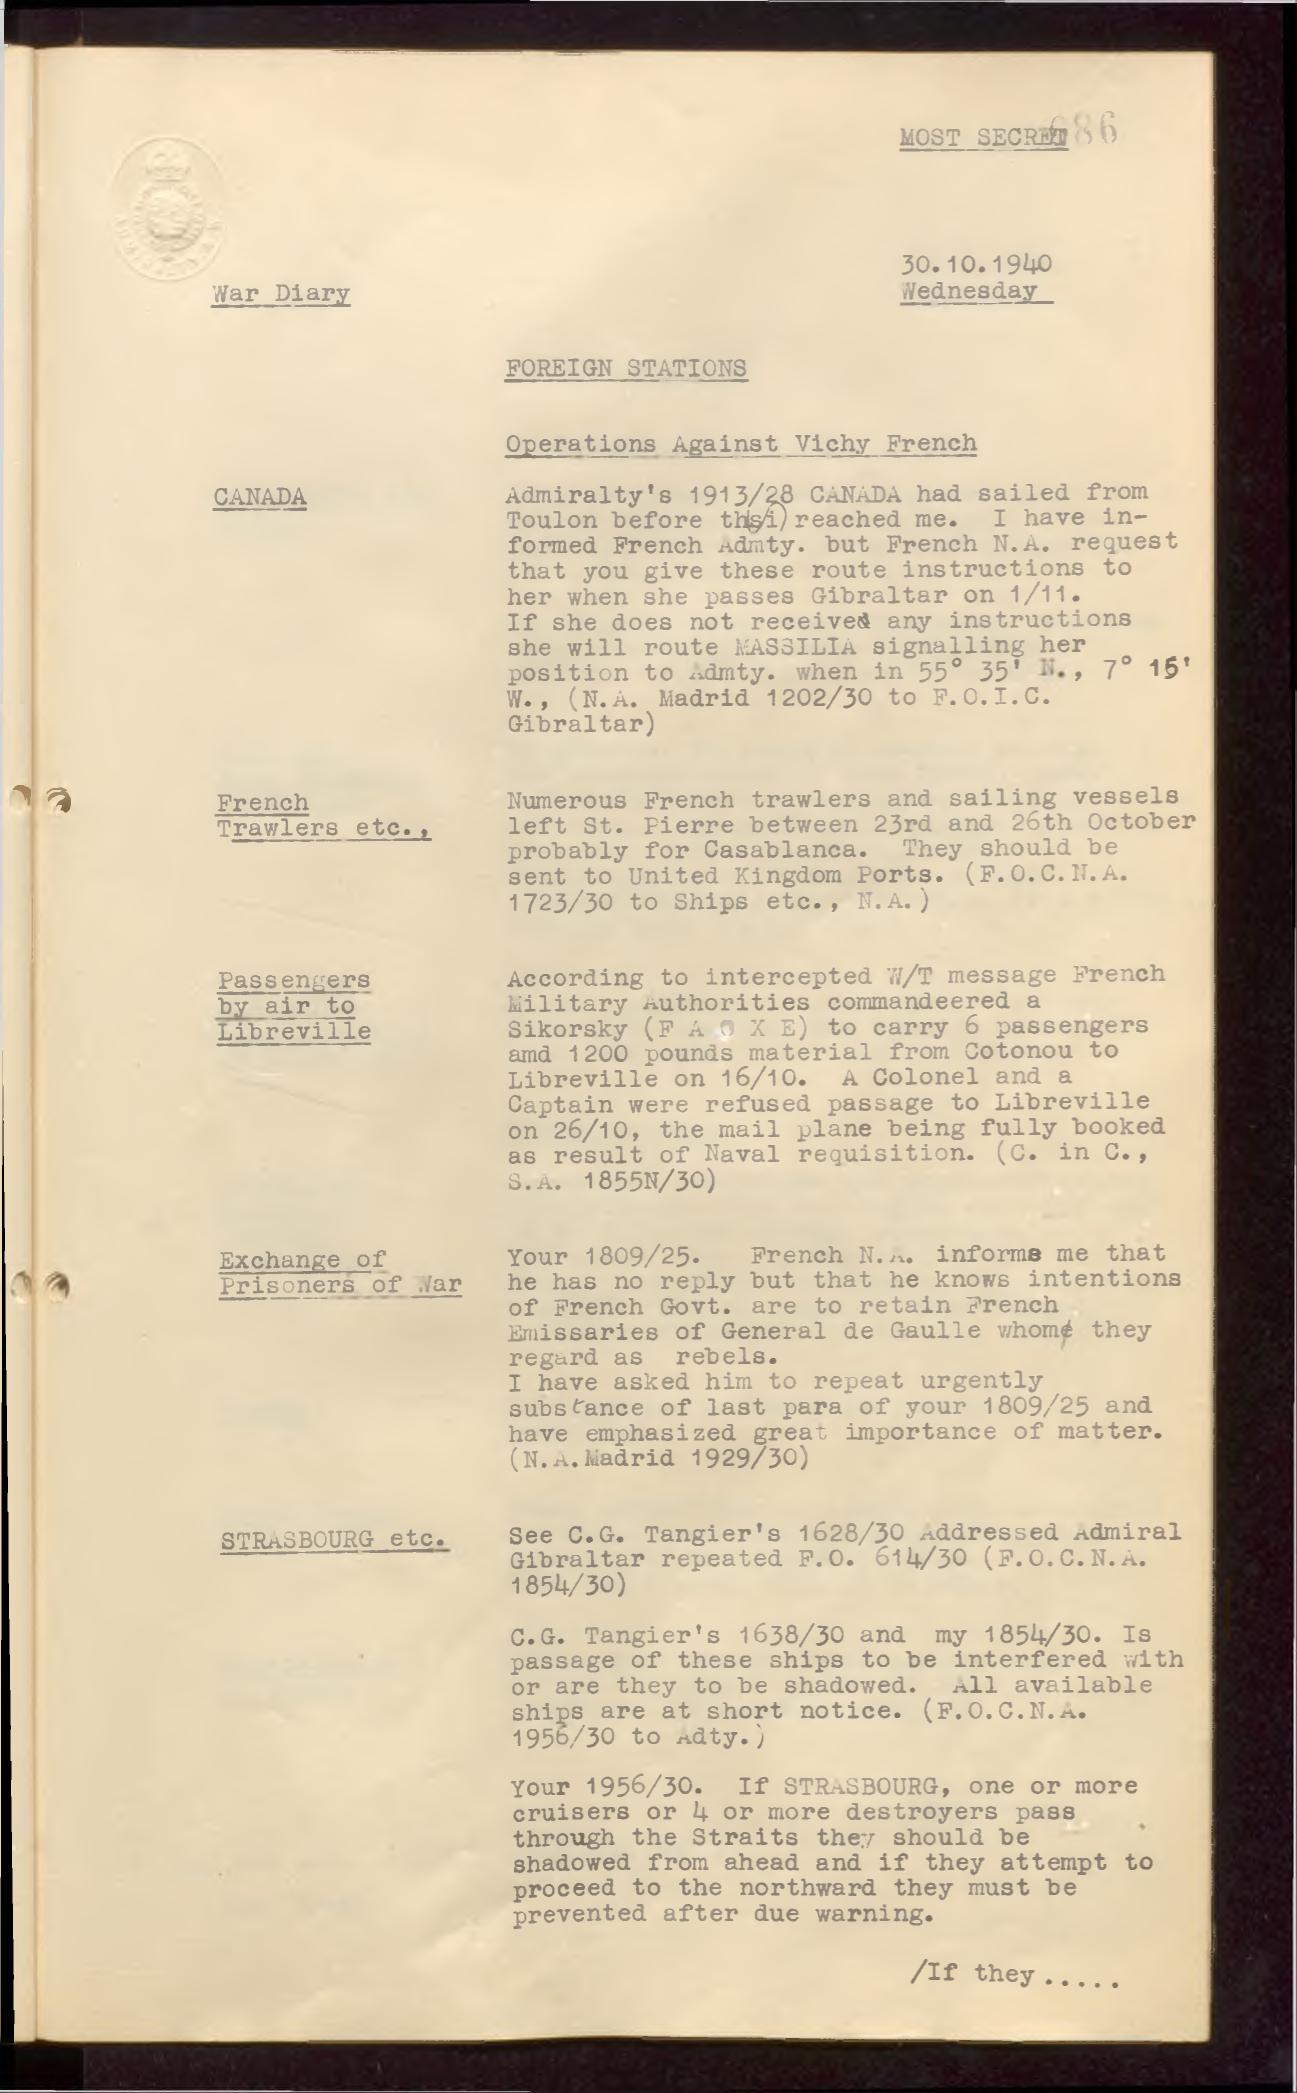 MOST SECRET
086
30.10.1940
War Diary
Wednesday
FOREIGN STATIONS
Operations Against Vichy French
CANADA
Admiralty's 1913/28 CANADA had sailed from
Toulon before this reached me. I have in-
formed French Admty. but French N.A. request
that you give these route instructions to
her when she passes Gibraltar on 1/11.
If she does not received any instructions
she will route MASSILIA signalling her
position to Admty. when in 55° 35' N., 7° 15'
W., (N.A. Madrid 1202/30 to F.O.I.C.
Gibraltar)
French
Trawlers etc.,
Numerous French trawlers and sailing vessels
left St. Pierre between 23rd and 26th October
probably for Casablanca. They should be
sent to United Kingdom Ports. (F.O.C.N.A.
1723/30 to Ships etc., N.A.)
Passengers
by air to
Libreville
According to intercepted W/T message French
Military Authorities commandeered a
Sikorsky (F A O X E) to carry 6 passengers
amd 1200 pounds material from Cotonou to
Libreville on 16/10. A Colonel and a
Captain were refused passage to Libreville
on 26/10, the mail plane being fully booked
as result of Naval requisition. (C. in C.,
S.A. 1855N/30)
Exchange of
Prisoners of War
Your 1809/25. French N.A. informs me that
he has no reply but that he knows intentions
of French Govt. are to retain French
Emissaries of General de Gaulle whom they
regard as rebels.
I have asked him to repeat urgently
substance of last para of your 1809/25 and
have emphasized great importance of matter.
(N.A.Madrid 1929/30)
STRASBOURG etc.
See C.G. Tangier's 1628/30 Addressed Admiral
Gibraltar repeated F.O. 614/30 (F.O.C.N.A.
1854/30)
C.G. Tangier's 1638/30 and my 1854/30. Is
passage of these ships to be interfered with
or are they to be shadowed. All available
ships are at short notice. (F.O.C.N.A.
1956/30 to Adty.)
Your 1956/30. If STRASBOURG, one or more
cruisers or 4 or more destroyers pass
through the Straits they should be
shadowed from ahead and if they attempt to
proceed to the northward they must be
prevented after due warning.
/If they .....